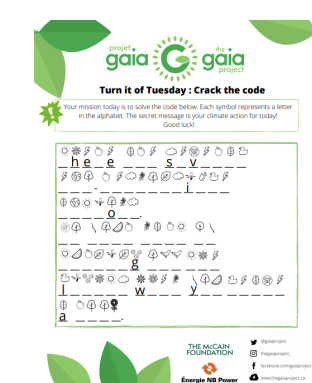 projet
gaia
the
gaia
project
Turn it of Tuesday : Crack the code
Your mission today is to solve the code below. Each symbol represents a letter
in the alphabet. The secret message is your climate action for today!
Good luck!
_ h e e _ _ _ s _ v _ _ _ _
_ _ _ - _ _ _ _ _ _ i _ _ _
_ _ _ _ o _ _.
_ _ _ _ _ _ _ _ _ _ _ _
_ _ _ _ _ _ g _ _ _ _ _ _ _
l _ _ _ _ _ w _ _ _ y _ _ _ _ _ _
a _ _ _ _.
THE McCAIN
FOUNDATION
Énergie NB Power
@gaiaproject
thegaiaproject_
facebook.com/gaiaproject
www.thegaiaproject.ca